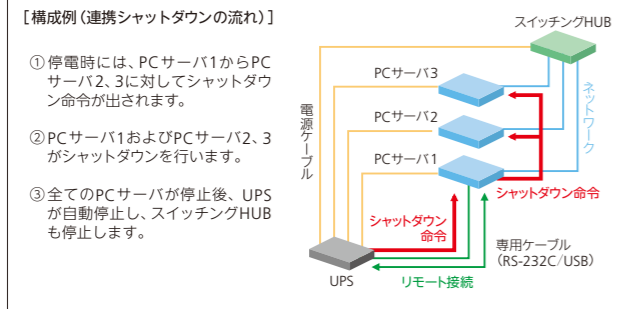 [構成例(連携シャットダウンの流れ)]
①停電時には、PCサーバ1からPC
サーバ2、3に対してシャットダウ
ン命令が出されます。
②PCサーバ1およびPCサーバ2、3
がシャットダウンを行います。
③全てのPCサーバが停止後、UPS
が自動停止し、スイッチングHUB
も停止します。
スイッチングHUB
PCサーバ3
PCサーバ2
PCサーバ1
電源ケーブル
ネットワーク
シャットダウン命令
シャットダウン
命令
専用ケーブル
(RS-232C/USB)
UPS
リモート接続